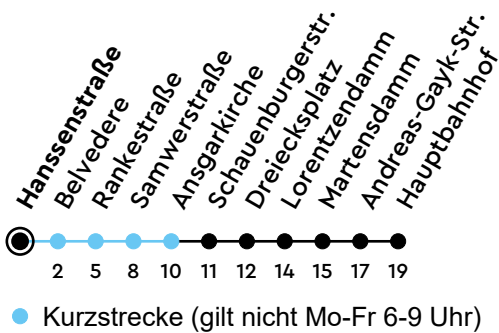 Hanssenstraße
Belvedere
Rankestraße
Samwerstraße
Ansgarkirche
Schauenburgerstr.
Dreiecksplatz
Lorentzendamm
Martensdamm
Andreas-Gayk-Str.
Hauptbahnhof
2 5 8 10 11 12 14 15 17 19
Kurzstrecke (gilt nicht Mo-Fr 6-9 Uhr)